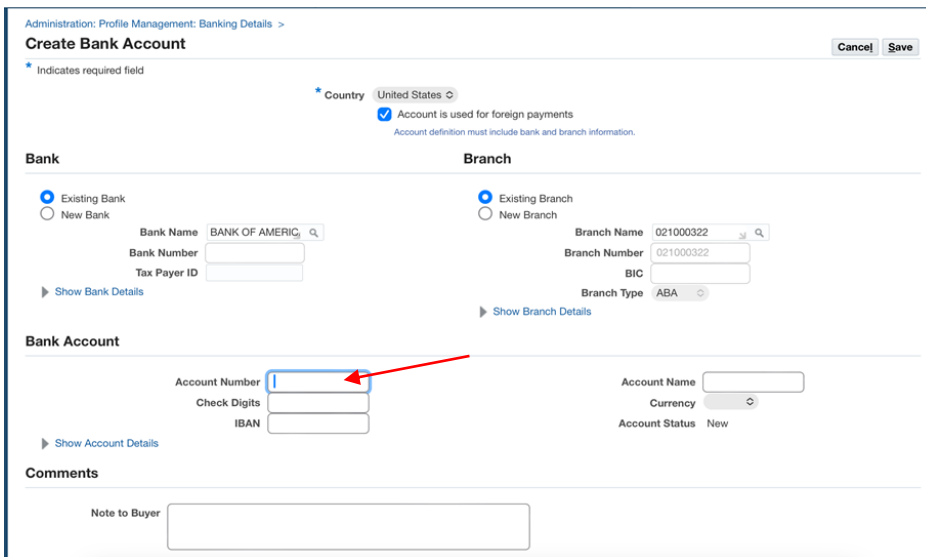 Administration: Profile Management: Banking Details >
Create Bank Account
Cancel Save
* Indicates required field
* Country United States
Account is used for foreign payments
Account definition must include bank and branch information.
Bank
Branch
Existing Bank
New Bank
Bank Name BANK OF AMERIC
Bank Number
Tax Payer ID
Show Bank Details
Existing Branch
New Branch
Branch Name 021000322
Branch Number 021000322
BIC
Branch Type ABA
Show Branch Details
Bank Account
Account Number
Check Digits
IBAN
Show Account Details
Account Name
Currency
Account Status New
Comments
Note to Buyer